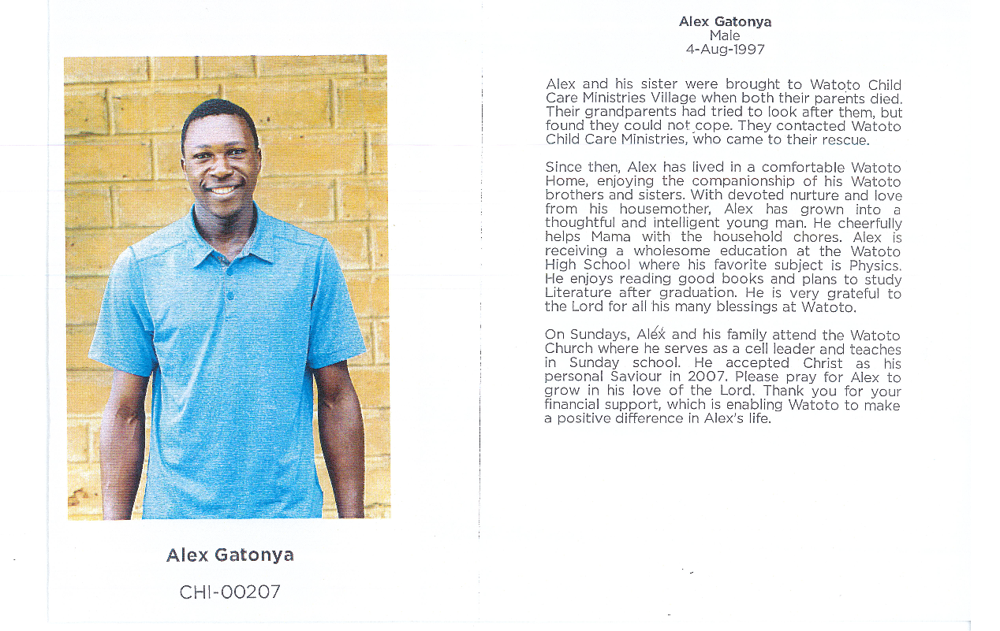 Alex Gatonya
CHI-00207
Alex Gatonya
Male
4-Aug-1997
Alex and his sister were brought to Watoto Child
Care Ministries Village when both their parents died.
Their grandparents had tried to look after them, but
found they could not cope. They contacted Watoto
Child Care Ministries, who came to their rescue.
Since then, Alex has lived in a comfortable Watoto
Home, enjoying the companionship of his Watoto
brothers and sisters. With devoted nurture and love
from his housemother, Alex has grown into a
thoughtful and intelligent young man. He cheerfully
helps Mama with the household chores. Alex is
receiving a wholesome education at the Watoto
High School where his favorite subject is Physics.
He enjoys reading good books and plans to study
Literature after graduation. He is very grateful to
the Lord for all his many blessings at Watoto.
On Sundays, Alex and his family attend the Watoto
Church where he serves as a cell leader and teaches
in Sunday school. He accepted Christ as his
personal Saviour in 2007. Please pray for Alex to
grow in his love of the Lord. Thank you for your
financial support, which is enabling Watoto to make
a positive difference in Alex's life.